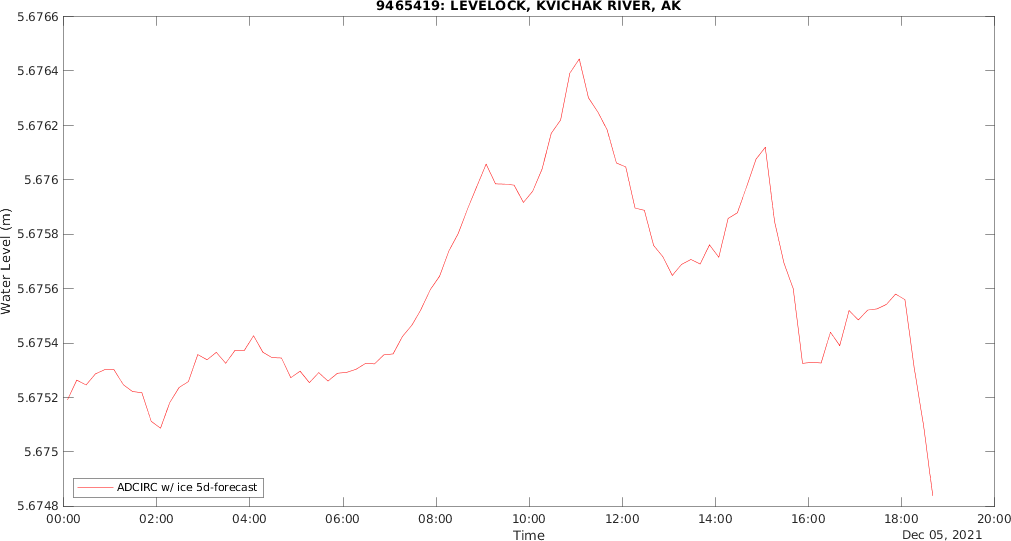 9465419: LEVELOCK, KVICHAK RIVER, AK
5.6766
5.6764
5.6762
5.676
5.6758
5.6756
5.6754
5.6752
5.675
5.6748
Water Level (m)
ADCIRC w/ ice 5d-forecast
00:00 02:00 04:00 06:00 08:00 10:00 12:00 14:00 16:00 18:00 20:00
Time
Dec 05, 2021